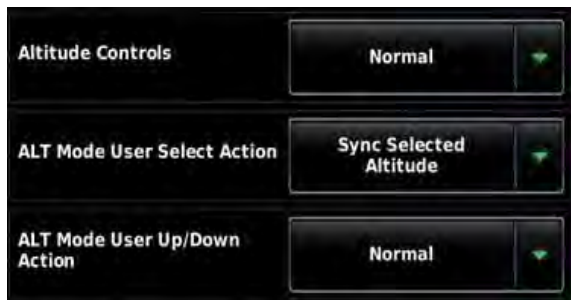 Altitude Controls
Normal
ALT Mode User Select Action
Sync Selected
Altitude
ALT Mode User Up/Down
Action
Normal